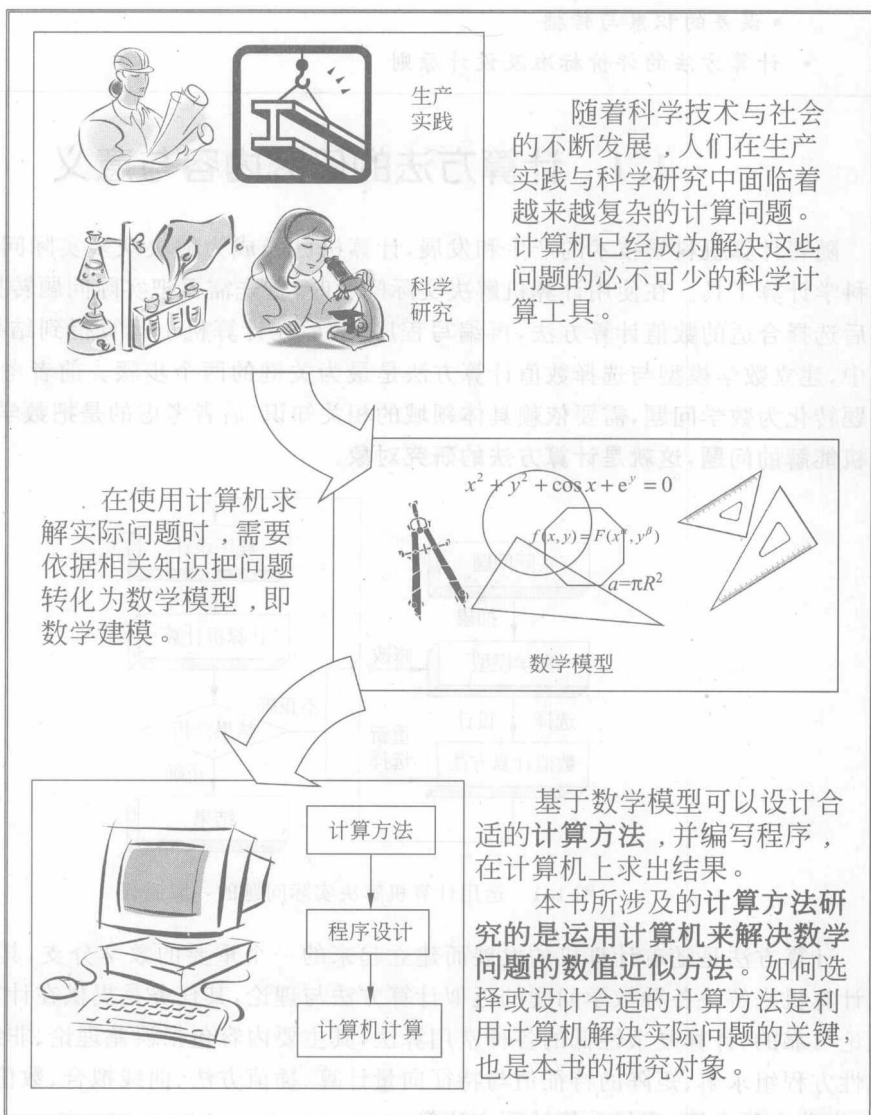 生产
实践
随着科学技术与社会
的不断发展，人们在生产
实践与科学研究中面临着
越来越复杂的计算问题。
计算机已经成为解决这些
问题的必不可少的科学计
算工具。
科学
研究
在使用计算机求
解实际问题时，需要
依据相关知识把问题
转化为数学模型，即
数学建模。
x² + y² + cos x + eʸ = 0
f(x,y) = F(xᵅ, yᵝ)
a=πR²
数学模型
计算方法
程序设计
计算机计算
基于数学模型可以设计合
适的计算方法，并编写程序，
在计算机上求出结果。
本书所涉及的计算方法研
究的是运用计算机来解决数学
问题的数值近似方法。如何选
择或设计合适的计算方法是利
用计算机解决实际问题的关键，
也是本书的研究对象。